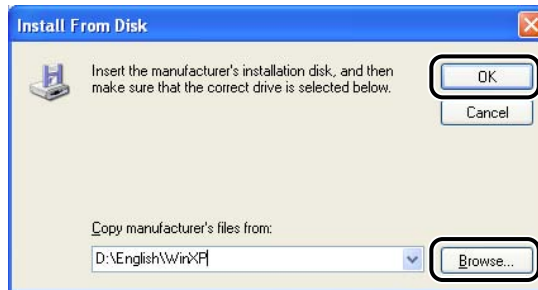 Install From Disk
Insert the manufacturer's installation disk, and then
make sure that the correct drive is selected below.
OK
Cancel
Copy manufacturer's files from:
D:\English\WinXP
Browse...